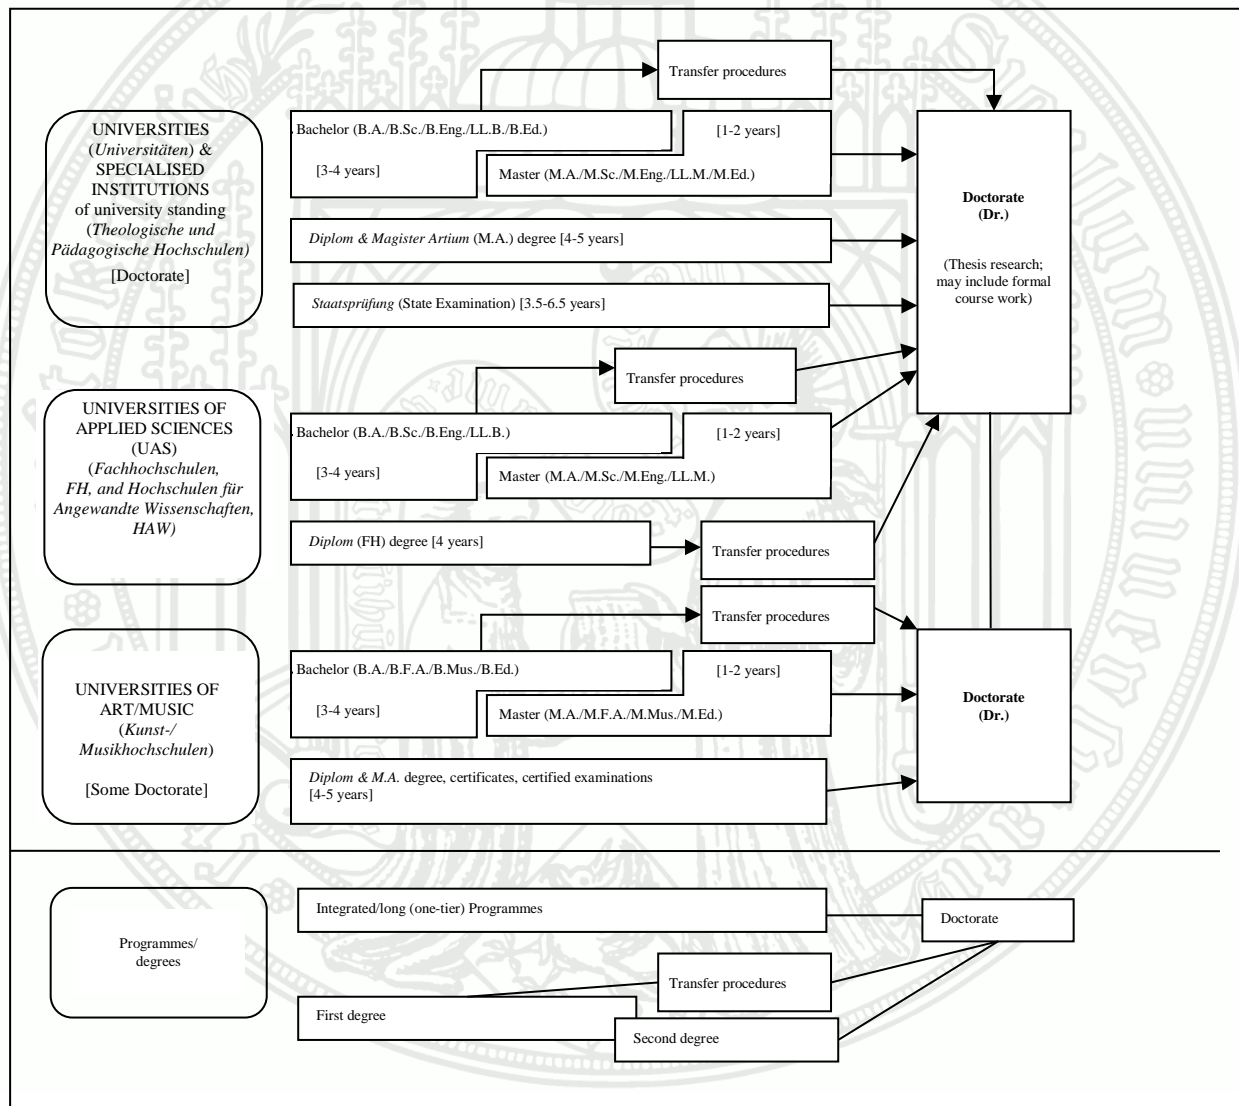 Transfer procedures
UNIVERSITIES
(Universitäten) &
SPECIALISED
INSTITUTIONS
of university standing
(Theologische und
Pädagogische Hochschulen)
[Doctorate]
Bachelor (B.A./B.Sc./B.Eng./LL.B./B.Ed.)
[3-4 years]
[1-2 years]
Master (M.A./M.Sc./M.Eng./LL.M./M.Ed.)
Diplom & Magister Artium (M.A.) degree [4-5 years]
Staatsprüfung (State Examination) [3.5-6.5 years]
Doctorate
(Dr.)
(Thesis research;
may include formal
course work)
Transfer procedures
UNIVERSITIES OF
APPLIED SCIENCES
(UAS)
(Fachhochschulen,
FH, and Hochschulen für
Angewandte Wissenschaften,
HAW)
Bachelor (B.A./B.Sc./B.Eng./LL.B.)
[3-4 years]
[1-2 years]
Master (M.A./M.Sc./M.Eng./LL.M.)
Diplom (FH) degree [4 years]
Transfer procedures
Transfer procedures
UNIVERSITIES OF
ART/MUSIC
(Kunst-/
Musikhochschulen)
[Some Doctorate]
Bachelor (B.A./B.F.A./B.Mus./B.Ed.)
[3-4 years]
[1-2 years]
Master (M.A./M.F.A./M.Mus./M.Ed.)
Diplom & M.A. degree, certificates, certified examinations
[4-5 years]
Doctorate
(Dr.)
Programmes/
degrees
Integrated/long (one-tier) Programmes
Doctorate
Transfer procedures
First degree
Second degree